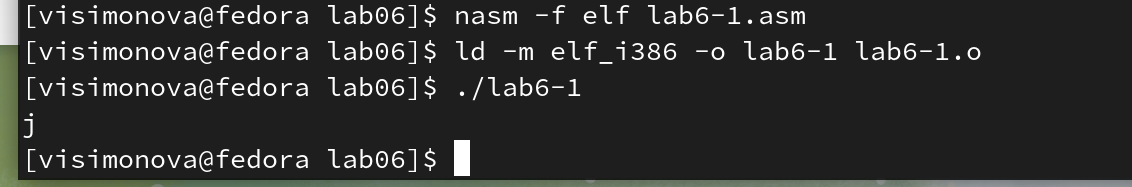 [visimonova@fedora lab06]$ nasm -f elf lab6-1.asm
[visimonova@fedora lab06]$ ld -m elf_i386 -o lab6-1 lab6-1.o
[visimonova@fedora lab06]$ ./lab6-1
j
[visimonova@fedora lab06]$